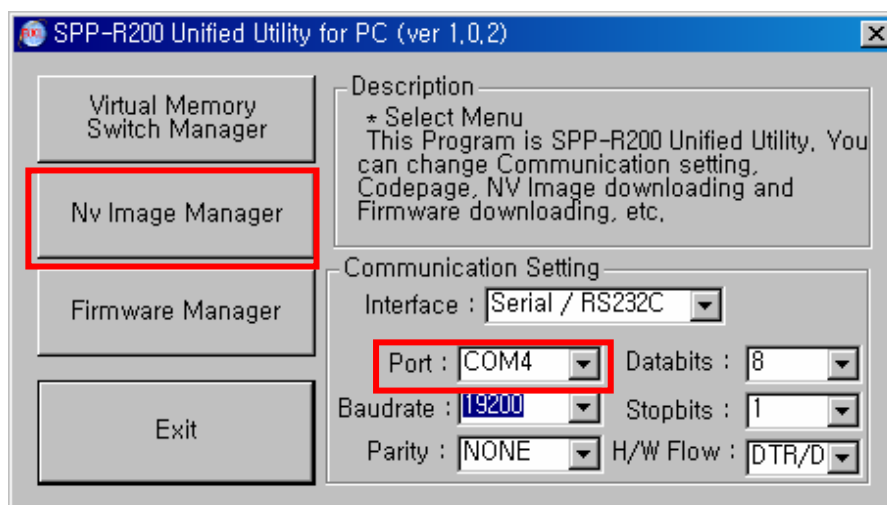 SPP-R200 Unified Utility for PC (ver 1,0,2)
Virtual Memory
Switch Manager
Nv Image Manager
Firmware Manager
Exit
Description
* Select Menu
This Program is SPP-R200 Unified Utility, You
can change Communication setting,
Codepage, NV Image downloading and
Firmware downloading, etc,
Communication Setting
Interface : Serial / RS232C
Port : COM4 Databits : 8
Baudrate : 19200 Stopbits : 1
Parity : NONE H/W Flow : DTR/D